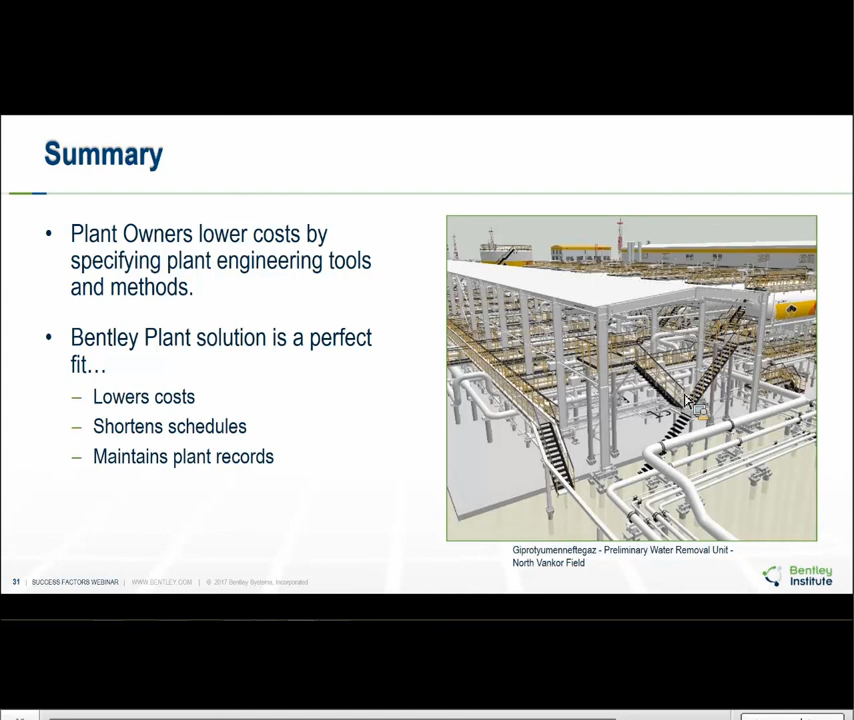 Summary
• Plant Owners lower costs by
specifying plant engineering tools
and methods.
• Bentley Plant solution is a perfect
fit…
– Lowers costs
– Shortens schedules
– Maintains plant records
Giprotyumenneftegaz - Preliminary Water Removal Unit -
North Vankor Field
31 | SUCCESS FACTORS WEBINAR | WWW.BENTLEY.COM | © 2017 Bentley Systems, Incorporated
Bentley
Institute